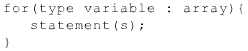 for(type variable : array){
statement(s);
}